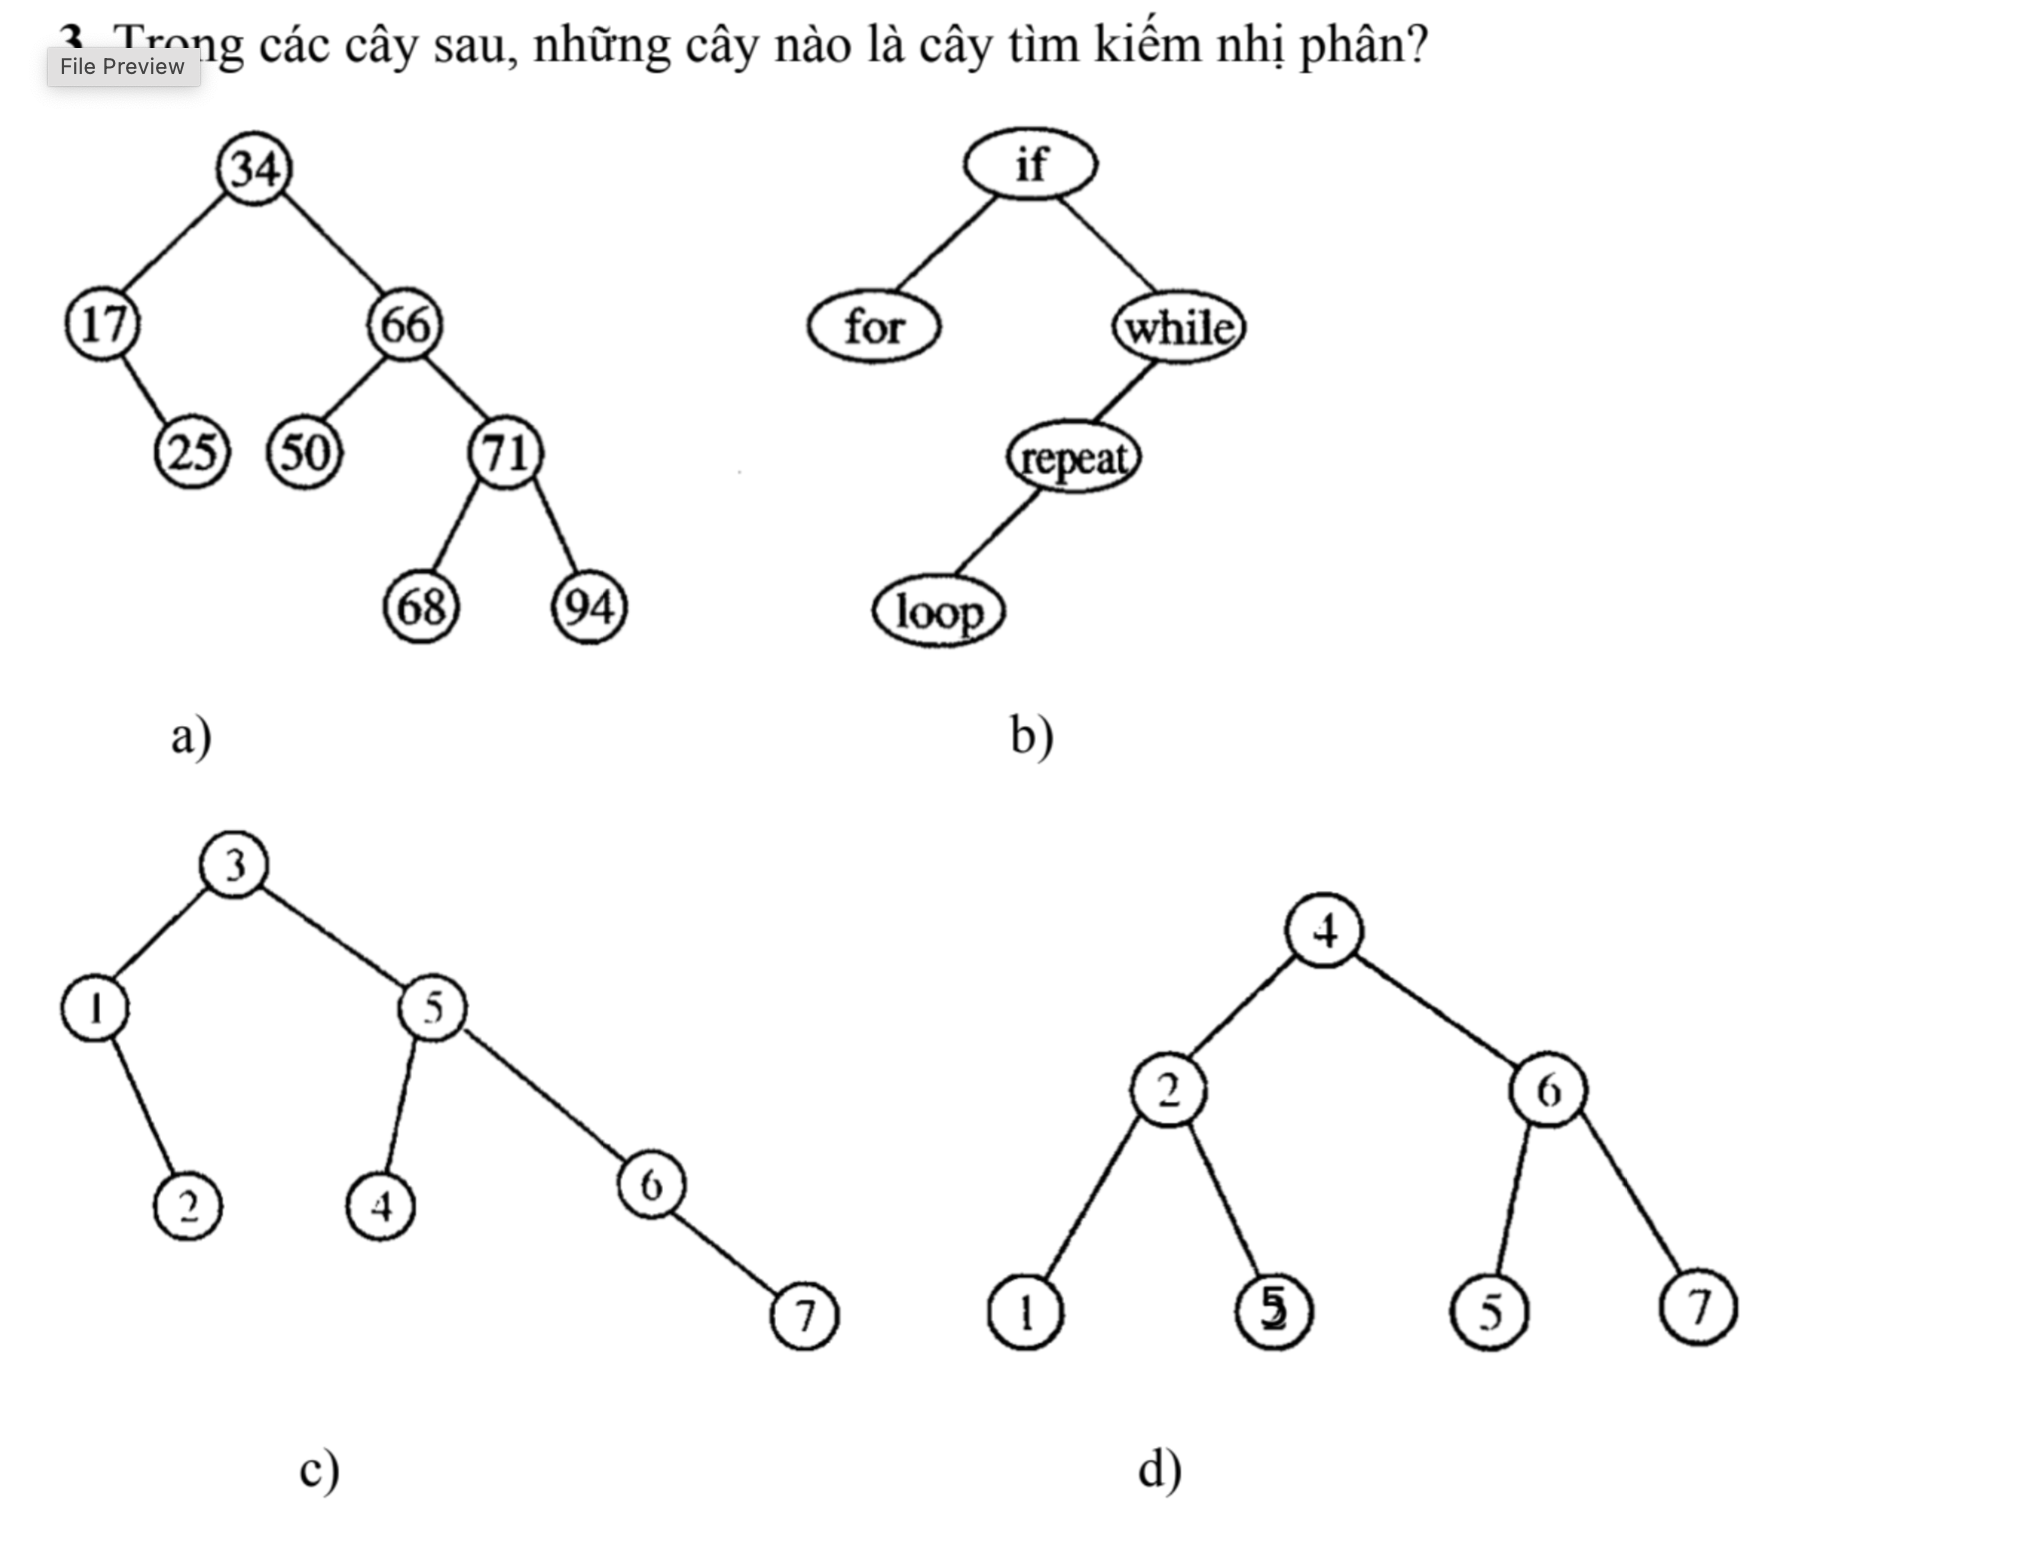 3. Trong các cây sau, những cây nào là cây tìm kiếm nhị phân?
File Preview
34
if
17
66
for
while
25
50
71
repeat
68
94
loop
a)
b)
3
4
1
5
2
6
2
4
6
1
5
7
7
c)
d)